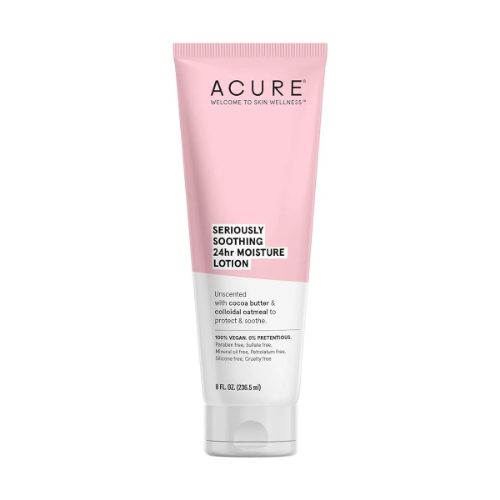 ACURE®
WELCOME TO SKIN WELLNESS™
SERIOUSLY
SOOTHING
24hr MOISTURE
LOTION
Unscented
with cocoa butter &
colloidal oatmeal to
protect & soothe.
100% VEGAN. 0% PRETENTIOUS.
Paraben free, Sulfate free,
Mineral oil free, Petrolatum free,
Silicone free, Cruelty free
8 FL. OZ. (236.5 ml)